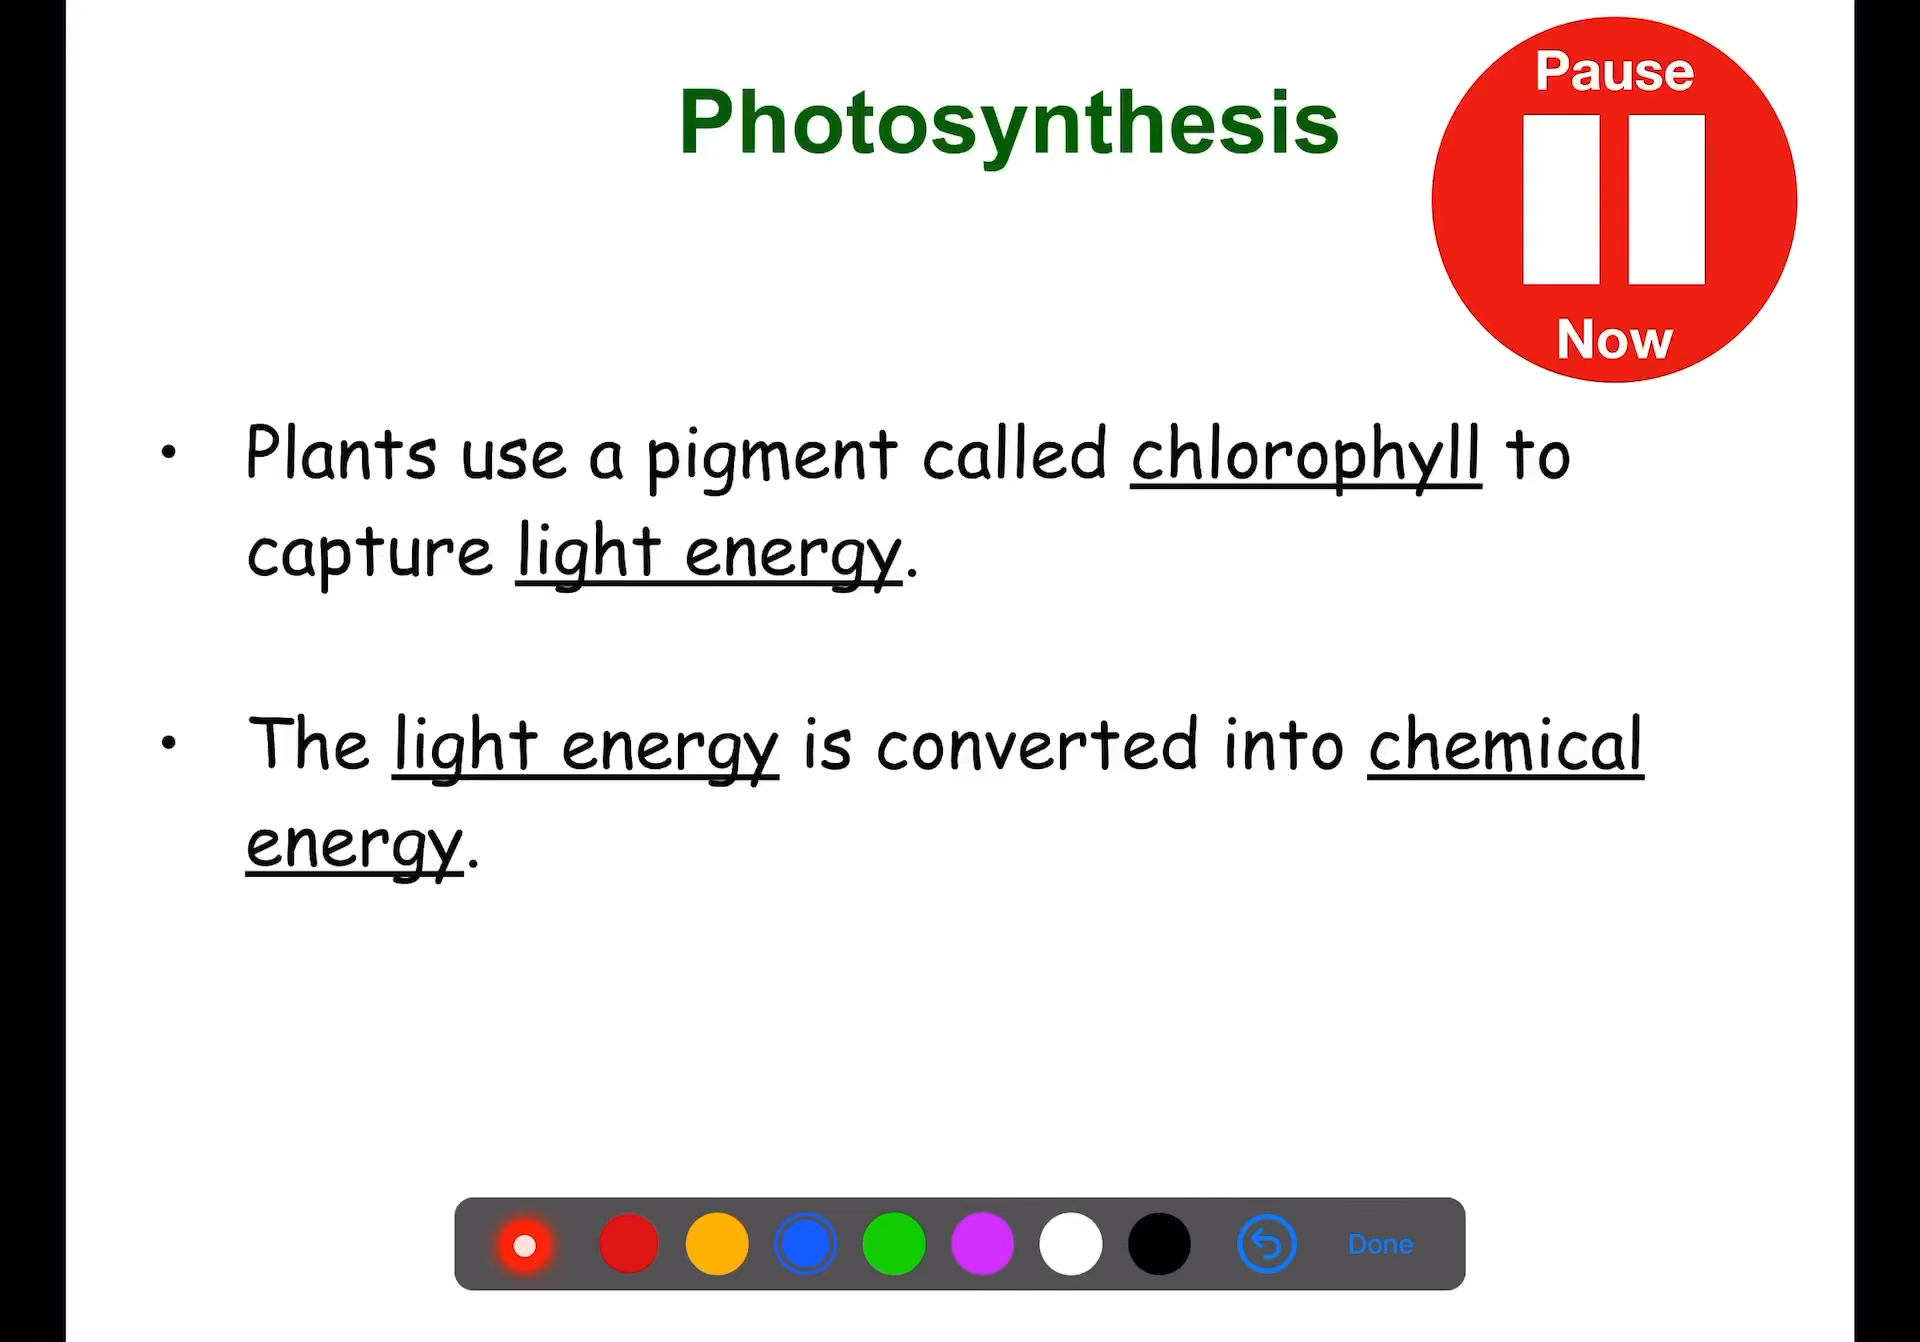 Photosynthesis
Pause
Now
• Plants use a pigment called chlorophyll to
capture light energy.
• The light energy is converted into chemical
energy.
Done